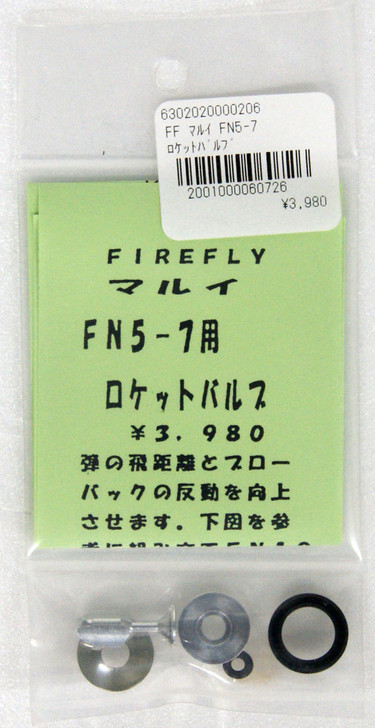 6302020000206
FF ﾏﾙｲ FN5-7
ﾛｹｯﾄﾊﾞﾙﾌﾞ
2001000060726
¥3,980
FIREFLY
マルイ
FN5-7用
ロケットバルブ
¥3.980
弾の飛距離とブロー
バックの反動を向上
させます。下図を参